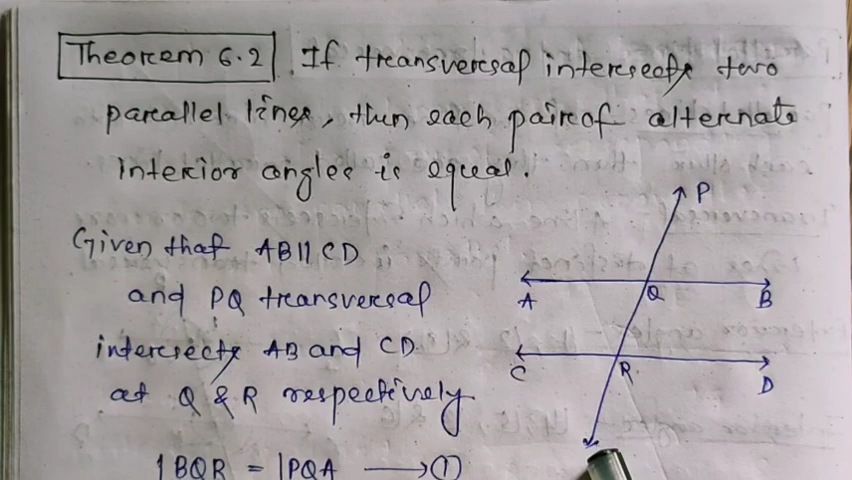 Theorem 6.2 If transversal intersects two
parallel lines, then each pair of alternate
interior angles is equal.
Given that AB || CD
and PQ transversal
intersects AB and CD
at Q & R respectively
∠BQR = ∠PQA → ①
P
A Q B
C R D